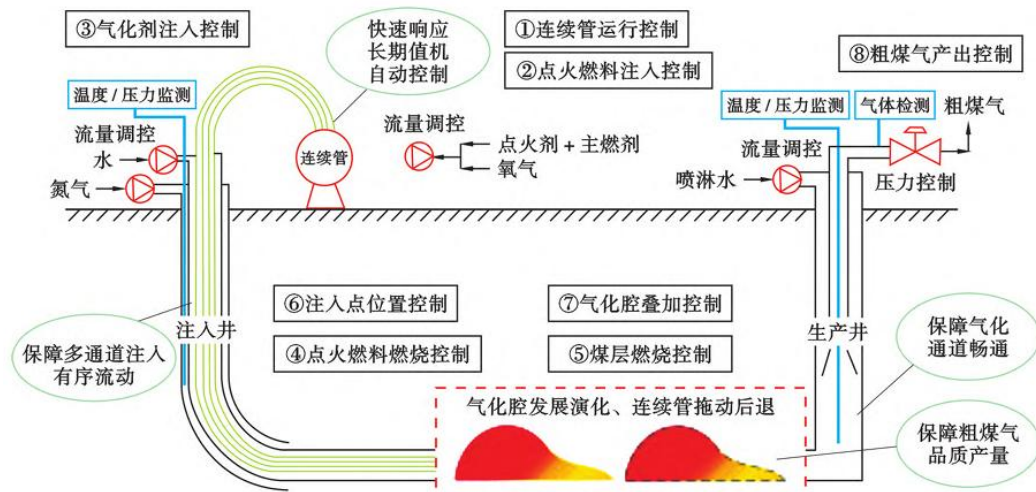 ③气化剂注入控制
快速响应
长期值机
自动控制
①连续管运行控制
②点火燃料注入控制
⑧粗煤气产出控制
温度/压力监测
流量调控
水
氮气
连续管
流量调控
点火剂+主燃剂
氧气
温度/压力监测
气体检测
粗煤气
流量调控
喷淋水
压力控制
注入井
保障多通道注入
有序流动
⑥注入点位置控制
④点火燃料燃烧控制
⑦气化腔叠加控制
⑤煤层燃烧控制
生产井
保障气化
通道畅通
气化腔发展演化、连续管拖动后退
保障粗煤气
品质产量